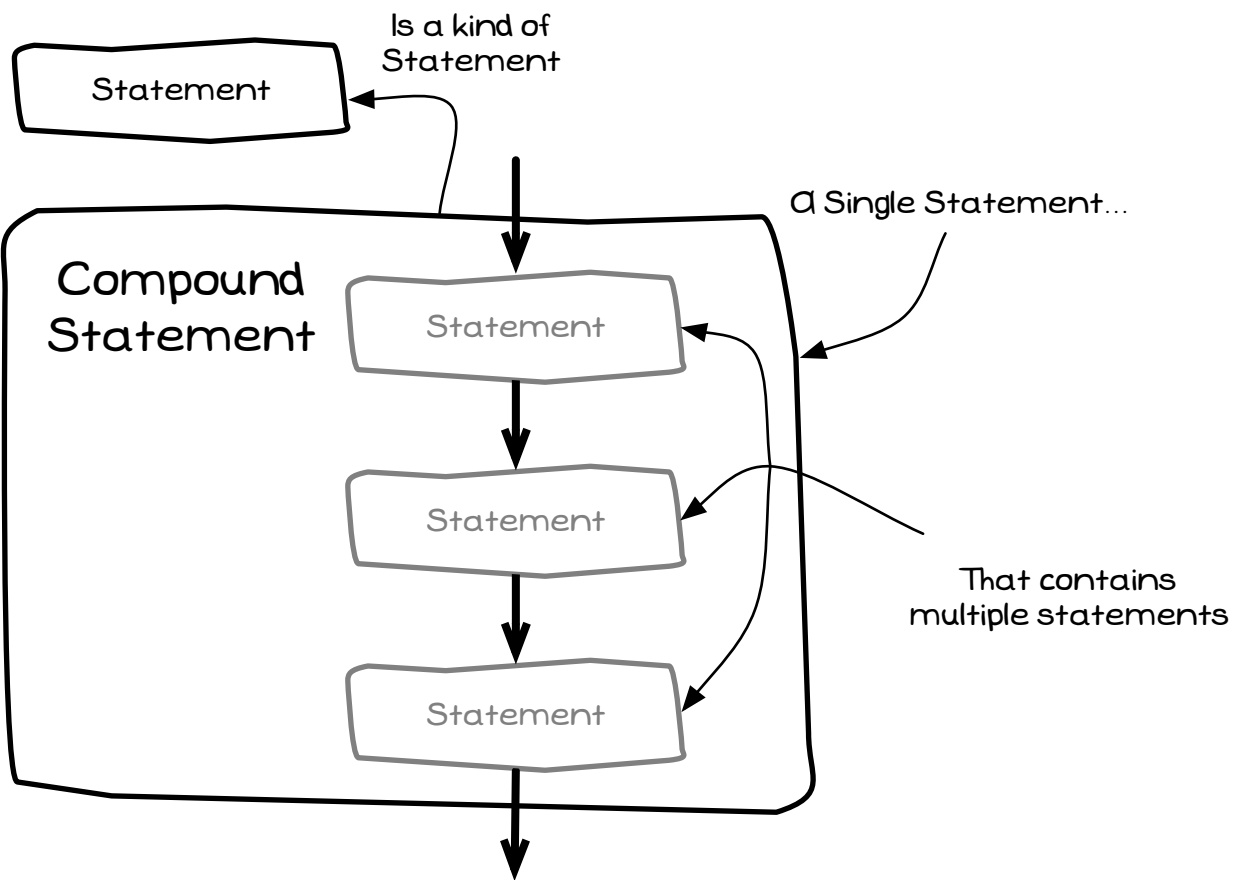 Is a kind of
Statement
Statement
A Single Statement...
Compound
Statement
Statement
Statement
That contains
multiple statements
Statement